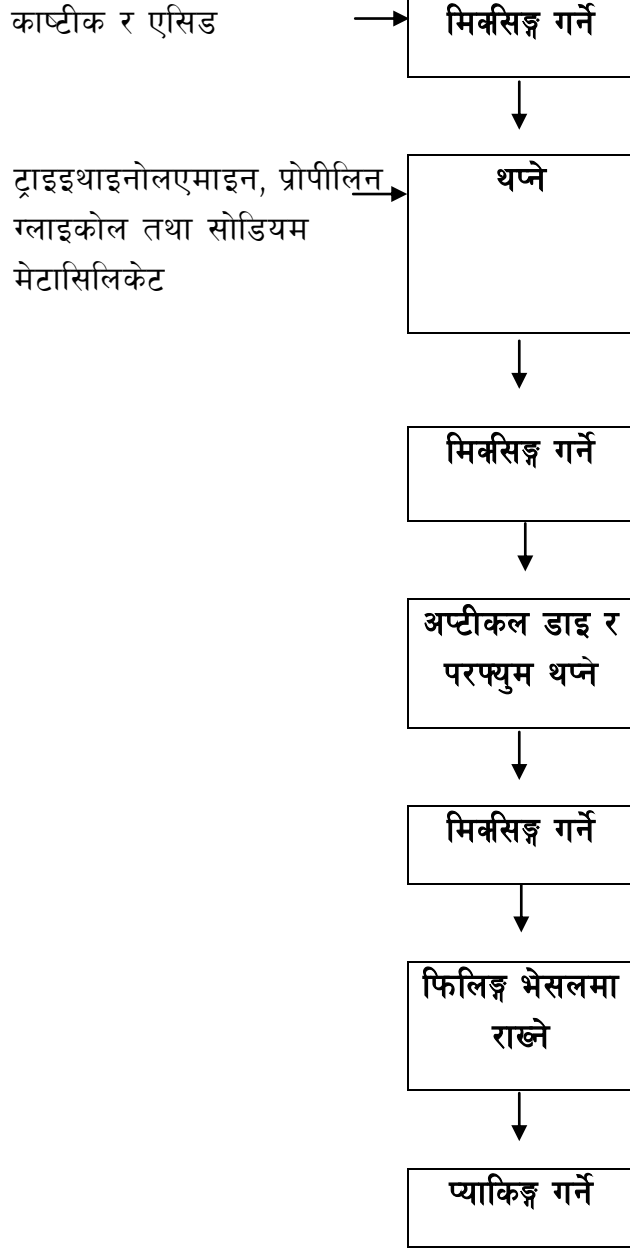 काष्टीक र एसिड
मिक्सिङ्ग गर्ने
ट्राइइथाइनोलएमाइन, प्रोपीलिन
ग्लाइकोल तथा सोडियम
मेटासिलिकेट
थप्ने
मिक्सिङ्ग गर्ने
अप्टीकल डाइ र
परफ्युम थप्ने
मिक्सिङ्ग गर्ने
फिलिङ्ग भेसलमा
राख्ने
प्याकिङ्ग गर्ने